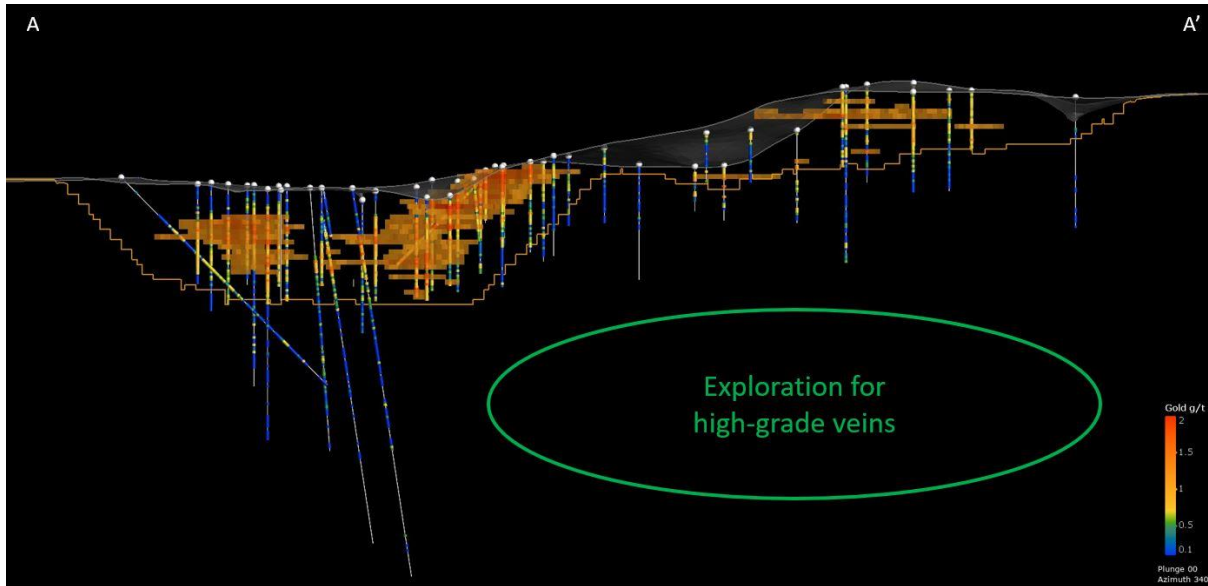 A
A'
Exploration for
high-grade veins
Gold g/t
2
1.5
1
0.5
0.1
Plunge 00
Azimuth 340